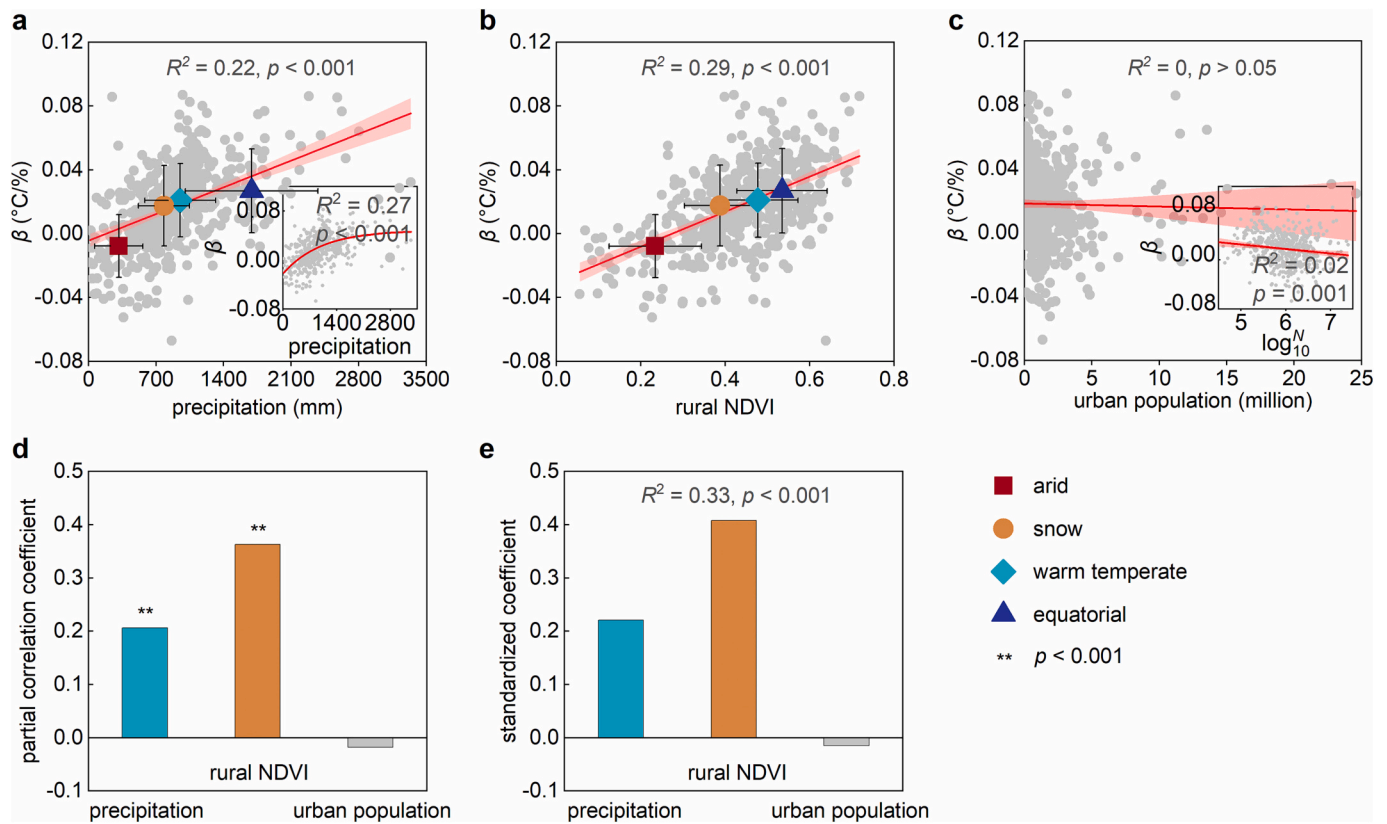 a
R² = 0.22, p < 0.001
0.12
0.08
0.04
0.00
-0.04
-0.08
β (°C/%)
0
700
1400
2100
2800
3500
precipitation (mm)
R² = 0.27
p < 0.001
0.08
0.00
-0.08
β
0
1400
2800
precipitation
b
R² = 0.29, p < 0.001
0.12
0.08
0.04
0.00
-0.04
-0.08
β (°C/%)
0.0
0.2
0.4
0.6
0.8
rural NDVI
c
R² = 0, p > 0.05
0.12
0.08
0.04
0.00
-0.04
-0.08
β (°C/%)
0
5
10
15
20
25
urban population (million)
0.08
0.00
-0.08
β
R² = 0.02
p = 0.001
5
6
7
log₁₀ᴺ
d
0.5
0.4
0.3
0.2
0.1
0.0
-0.1
partial correlation coefficient
**
**
rural NDVI
precipitation
urban population
e
R² = 0.33, p < 0.001
0.5
0.4
0.3
0.2
0.1
0.0
-0.1
standardized coefficient
rural NDVI
precipitation
urban population
arid
snow
warm temperate
equatorial
** p < 0.001